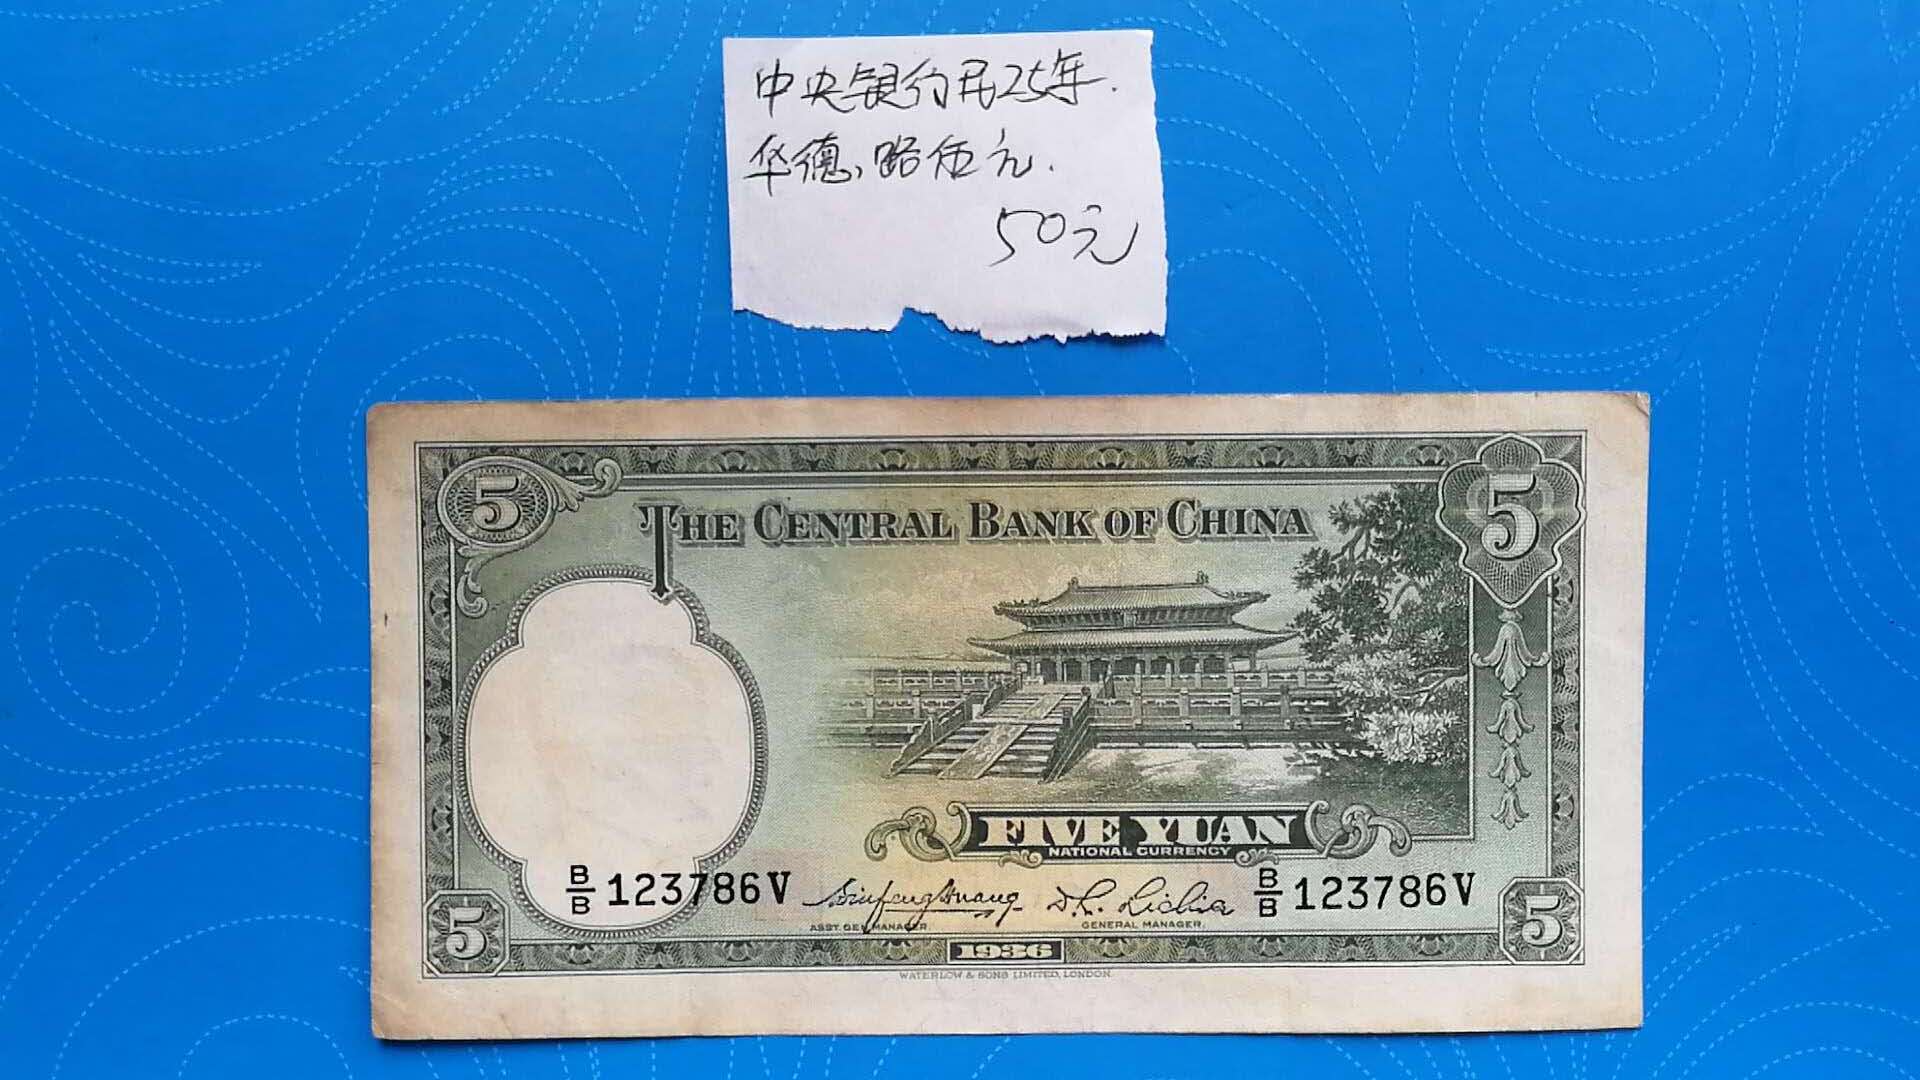 中央银行民25年.
华德、路伍元.
50元
5
THE CENTRAL BANK OF CHINA
5
FIVE YUAN
NATIONAL CURRENCY
B/B 123786V
B/B 123786V
ASST. GEN. MANAGER
GENERAL MANAGER.
5
1936
5
WATERLOW & SONS LIMITED, LONDON.